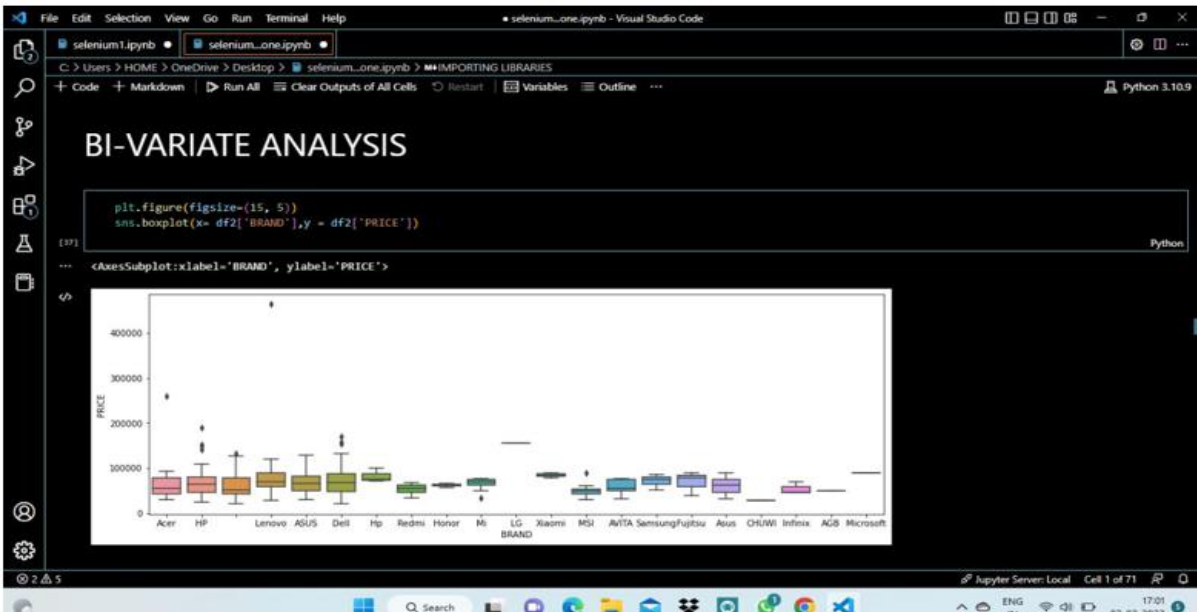 File Edit Selection View Go Run Terminal Help
● selenium...one.ipynb - Visual Studio Code
selenium1.ipynb ●
selenium...one.ipynb ●
C: > Users > HOME > OneDrive > Desktop > selenium...one.ipynb > M↓IMPORTING LIBRARIES
+ Code + Markdown Run All Clear Outputs of All Cells Restart Variables Outline ...
Python 3.10.9
BI-VARIATE ANALYSIS
plt.figure(figsize=(15, 5))
sns.boxplot(x= df2['BRAND'],y = df2['PRICE'])
[37]
Python
... <AxesSubplot:xlabel='BRAND', ylabel='PRICE'>
400000
300000
200000
100000
0
PRICE
Acer HP Lenovo ASUS Dell Hp Redmi Honor Mi LG Xiaomi MSI AVITA Samsung Fujitsu Asus CHUWI Infinix AGB Microsoft
BRAND
2 5
Jupyter Server: Local Cell 1 of 71
Search
ENG
17:01